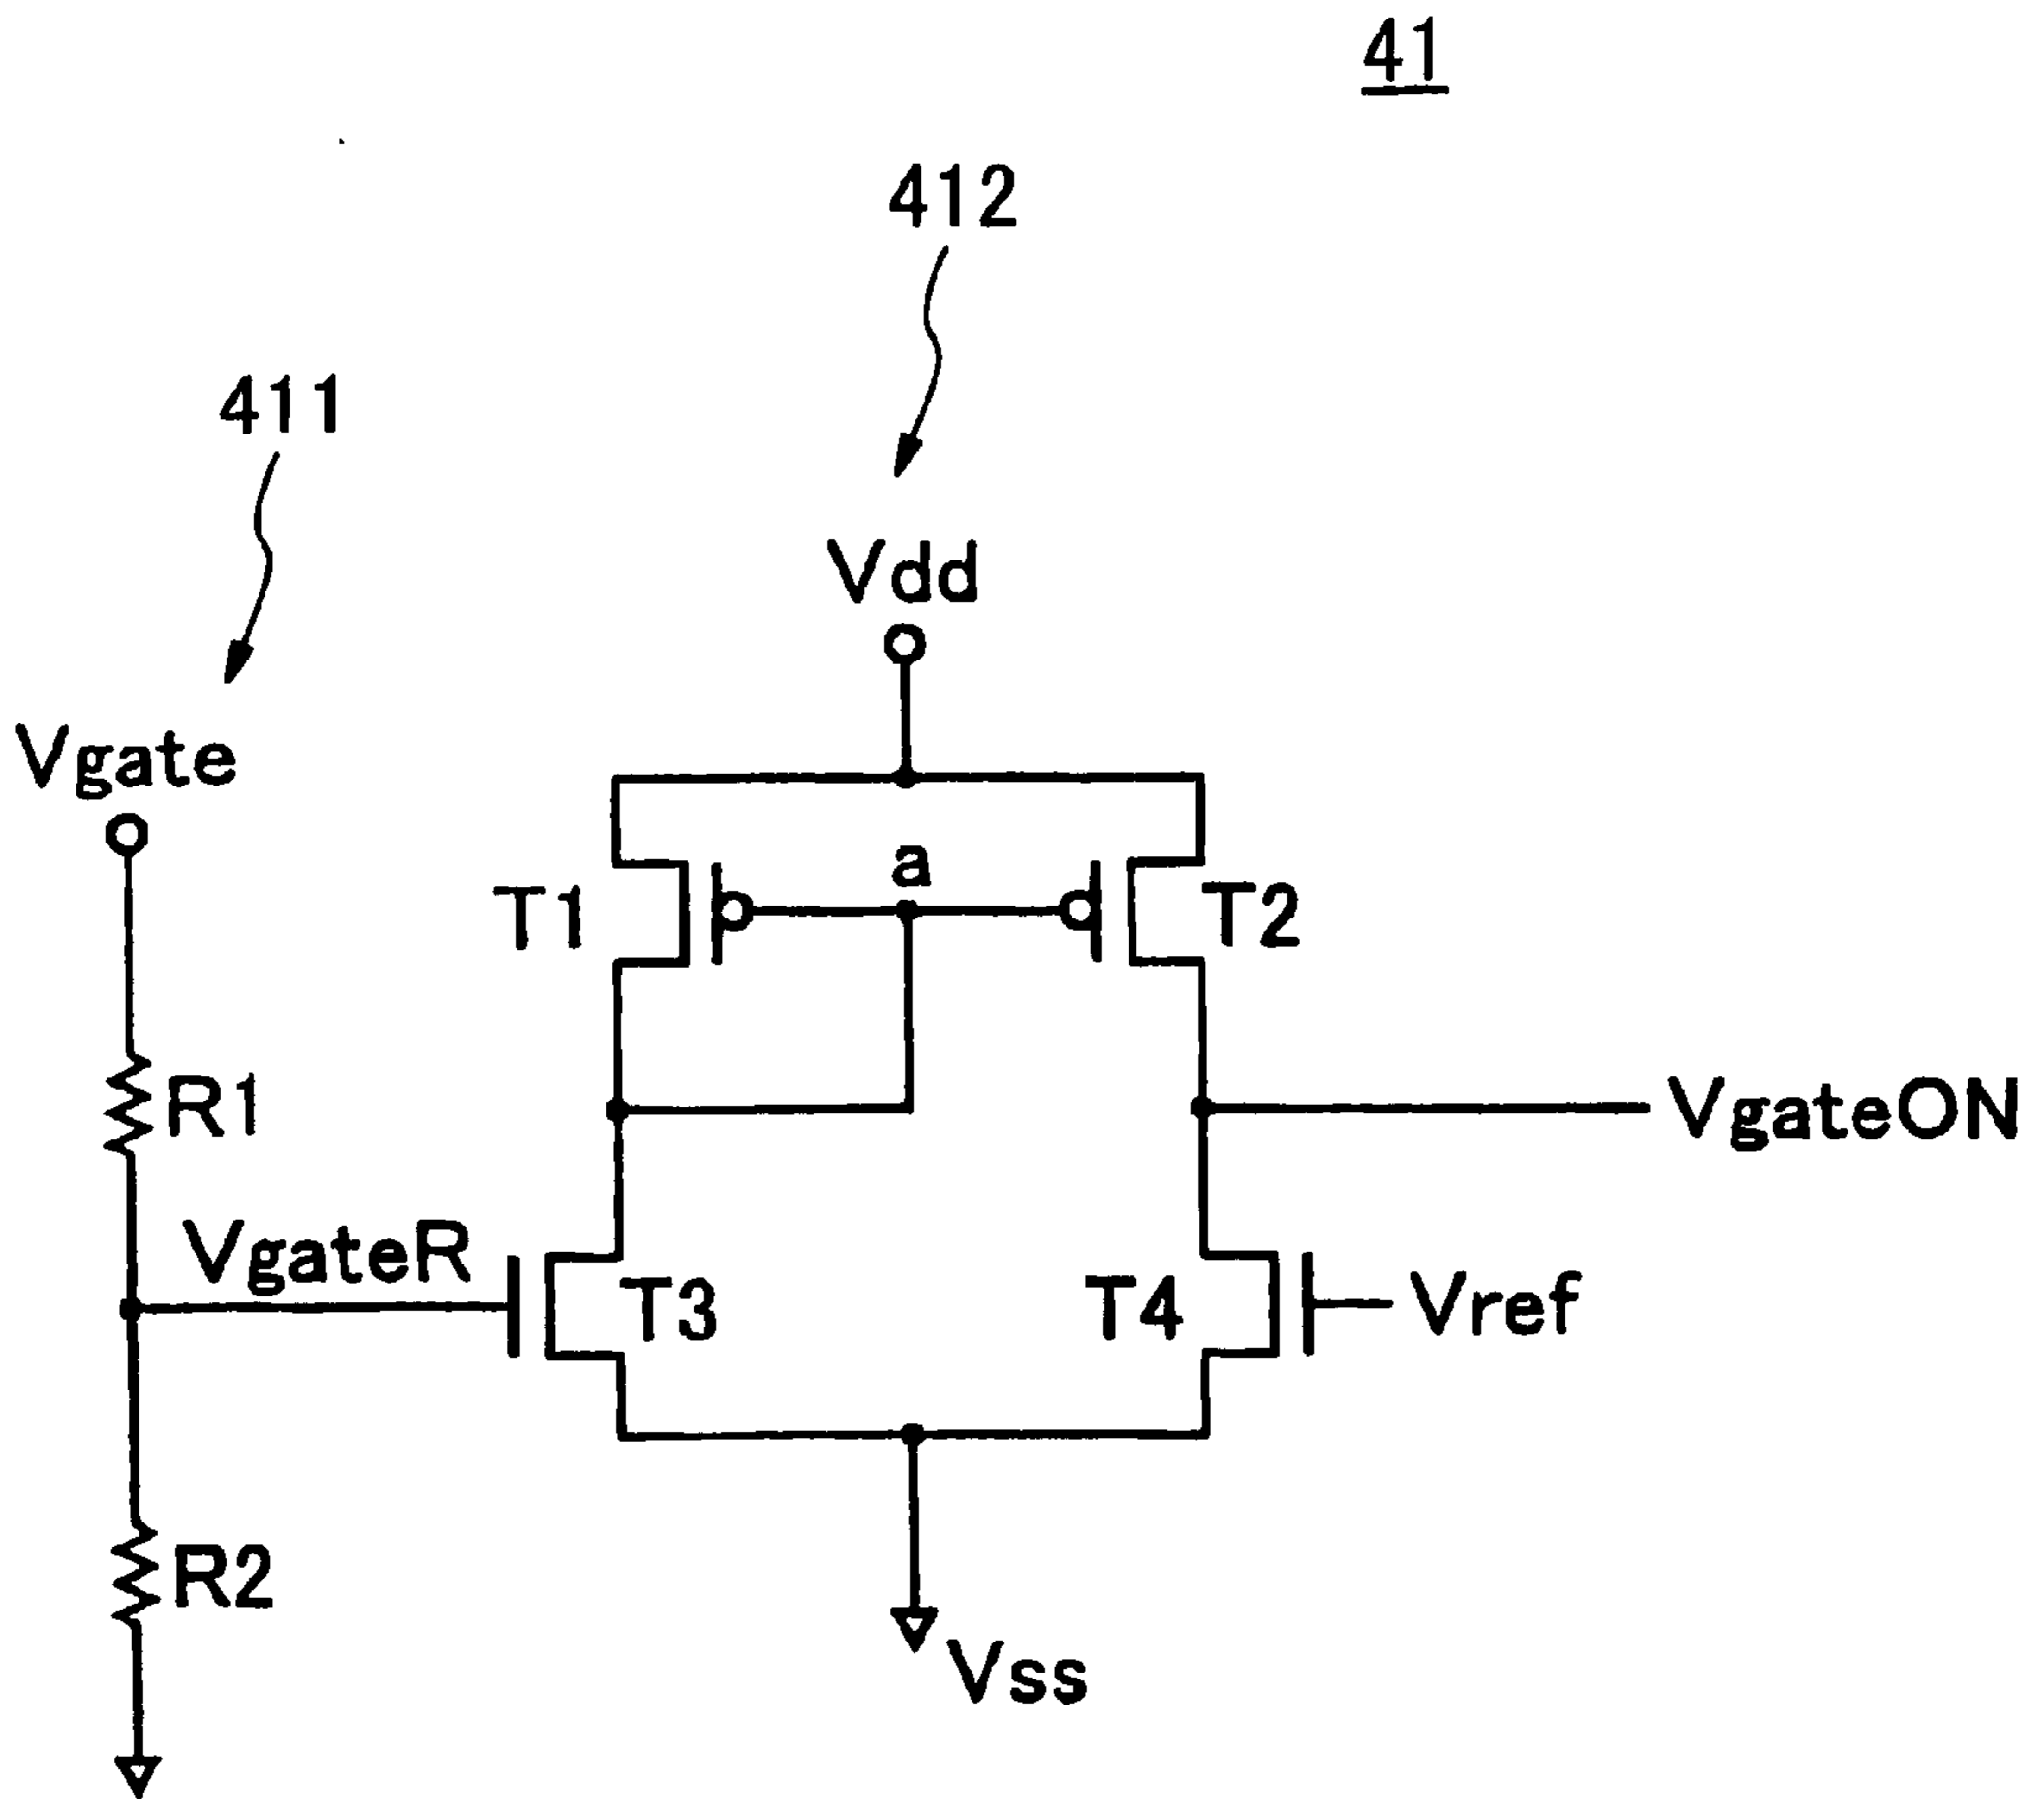 41
412
411
Vdd
Vgate
a
T1
T2
R1
VgateON
VgateR
T3
T4
Vref
R2
Vss